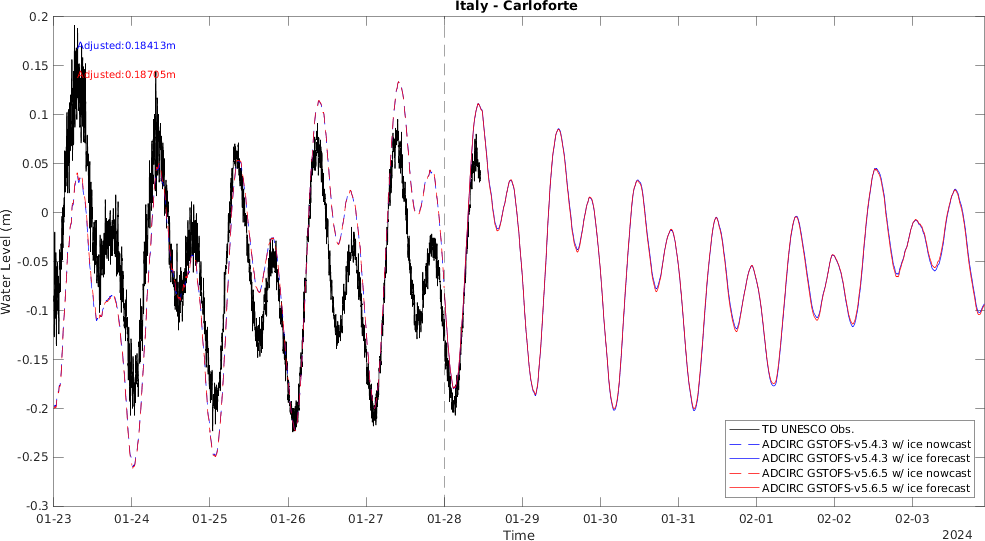 Italy - Carloforte
0.2
0.15
0.1
0.05
0
-0.05
-0.1
-0.15
-0.2
-0.25
-0.3
Water Level (m)
Adjusted:0.18413m
Adjusted:0.18705m
TD UNESCO Obs.
ADCIRC GSTOFS-v5.4.3 w/ ice nowcast
ADCIRC GSTOFS-v5.4.3 w/ ice forecast
ADCIRC GSTOFS-v5.6.5 w/ ice nowcast
ADCIRC GSTOFS-v5.6.5 w/ ice forecast
01-23 01-24 01-25 01-26 01-27 01-28 01-29 01-30 01-31 02-01 02-02 02-03
Time
2024